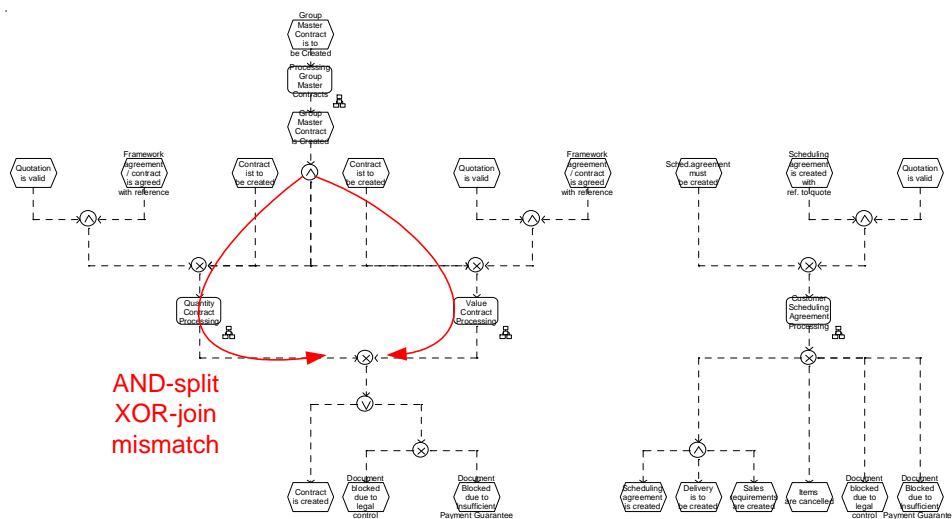 Group
Master
Contract
is to
be Created
Processing
Group
Master
Contracts
Group
Master
Contract
is Created
Quotation
is valid
Framework
agreement
/ contract
is agreed
with reference
Contract
ist to
be created
Contract
ist to
be created
Quotation
is valid
Framework
agreement
/ contract
is agreed
with reference
Sched.agreement
must
be created
Scheduling
agreement
is created
with
ref. to quote
Quotation
is valid
Quantity
Contract
Processing
Value
Contract
Processing
Customer
Scheduling
Agreement
Processing
AND-split
XOR-join
mismatch
Contract
is created
Document
blocked
due to
legal
control
Document
Blocked
due to
insufficient
Payment Guarantee
Scheduling
agreement
is created
Delivery
is to
be created
Sales
requirements
are created
Items
are cancelled
Document
blocked
due to
legal
control
Document
Blocked
due to
insufficient
Payment Guarantee